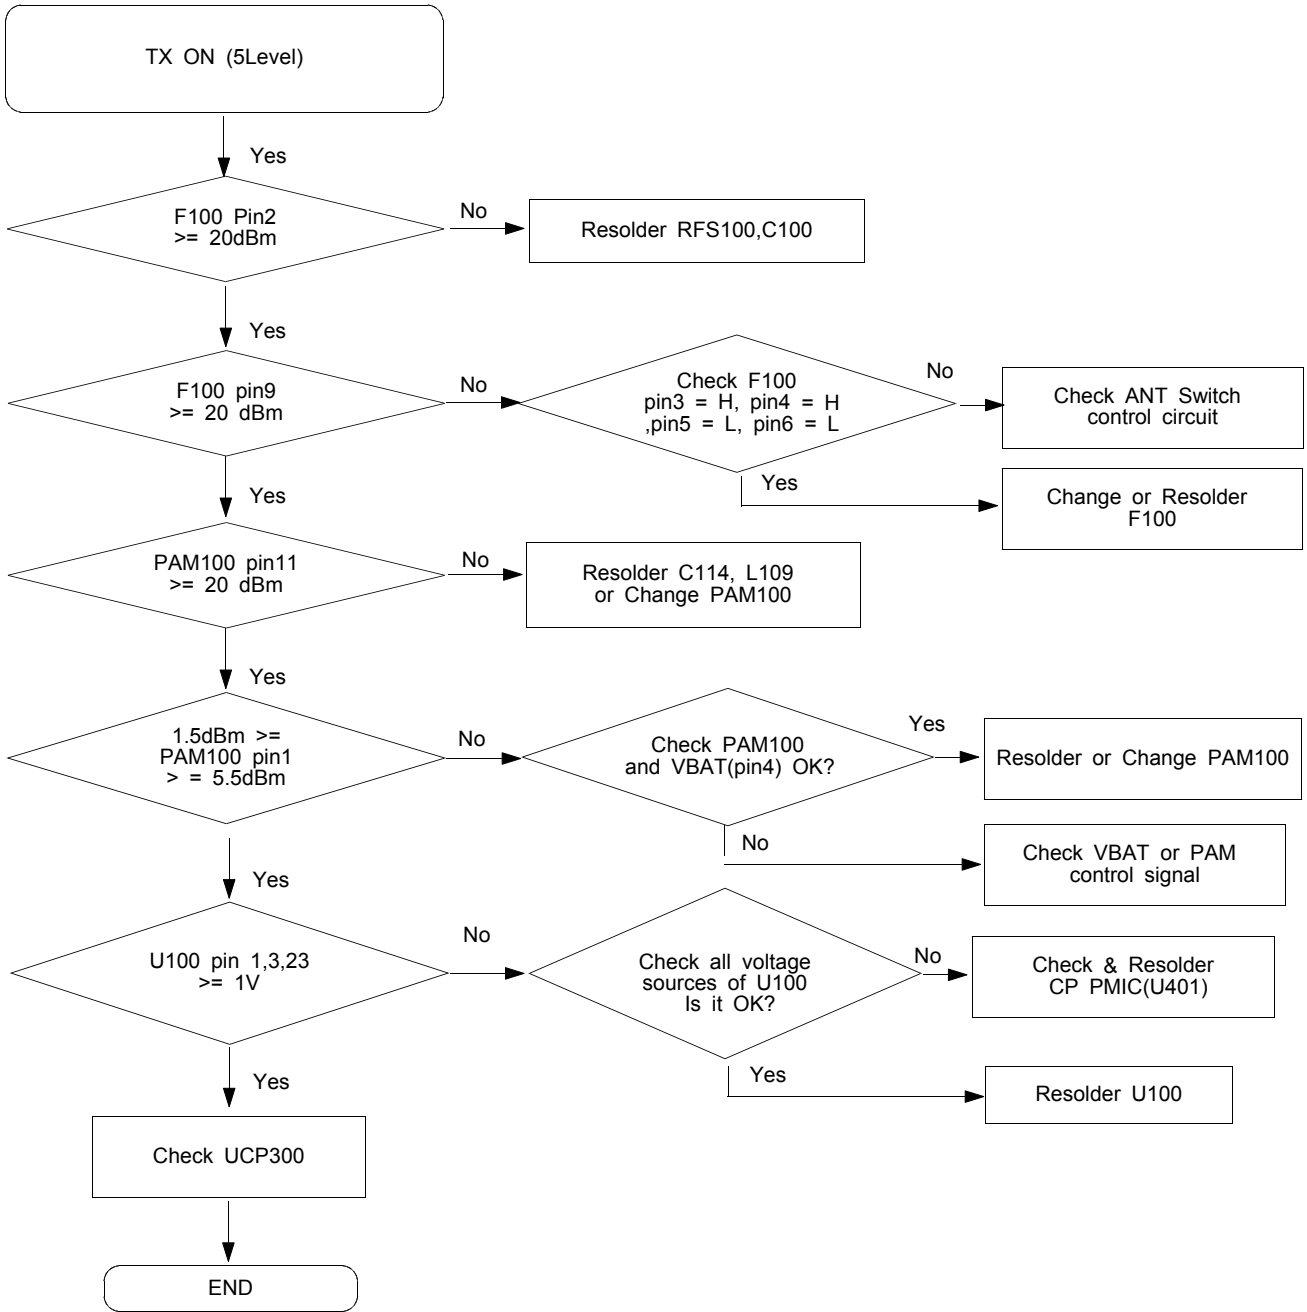 TX ON (5Level)
Yes
F100 Pin2
>= 20dBm
No
Resolder RFS100,C100
Yes
F100 pin9
>= 20 dBm
No
Check F100
pin3 = H, pin4 = H
,pin5 = L, pin6 = L
No
Check ANT Switch
control circuit
Yes
Change or Resolder
F100
Yes
PAM100 pin11
>= 20 dBm
No
Resolder C114, L109
or Change PAM100
Yes
1.5dBm >=
PAM100 pin1
> = 5.5dBm
No
Check PAM100
and VBAT(pin4) OK?
Yes
Resolder or Change PAM100
No
Check VBAT or PAM
control signal
Yes
U100 pin 1,3,23
>= 1V
No
Check all voltage
sources of U100
Is it OK?
No
Check & Resolder
CP PMIC(U401)
Yes
Resolder U100
Yes
Check UCP300
END